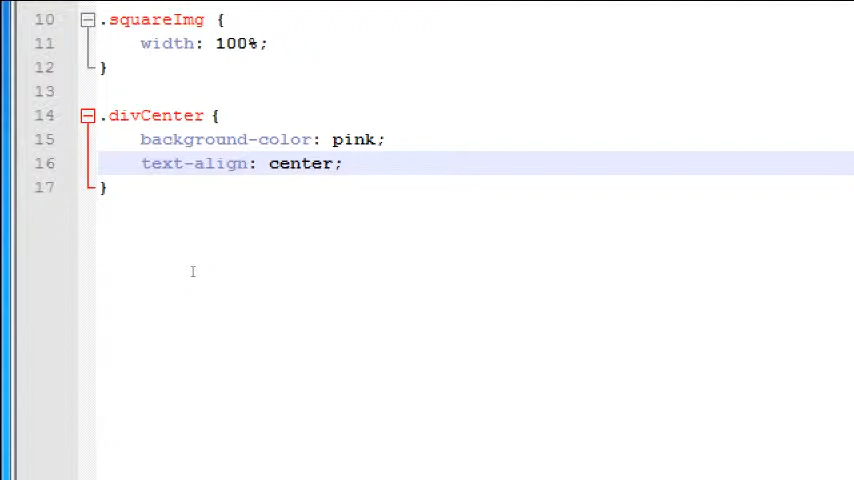 10 .squareImg {
11 width: 100%;
12 }
13
14 .divCenter {
15 background-color: pink;
16 text-align: center;
17 }